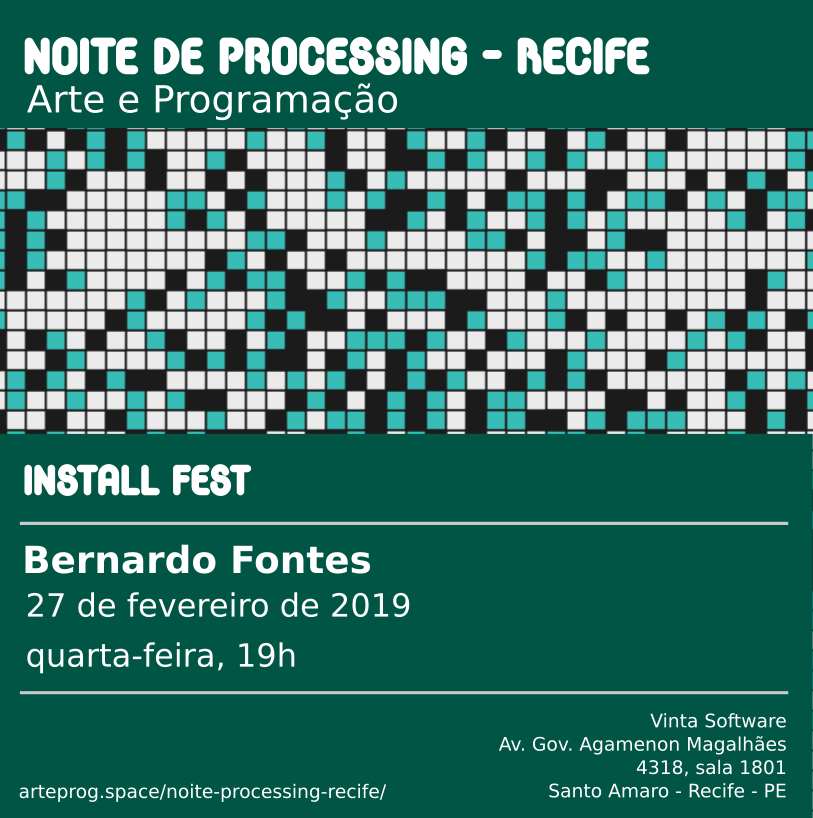 NOITE DE PROCESSING - RECIFE
Arte e Programação
INSTALL FEST
Bernardo Fontes
27 de fevereiro de 2019
quarta-feira, 19h
Vinta Software
Av. Gov. Agamenon Magalhães
4318, sala 1801
Santo Amaro - Recife - PE
arteprog.space/noite-processing-recife/